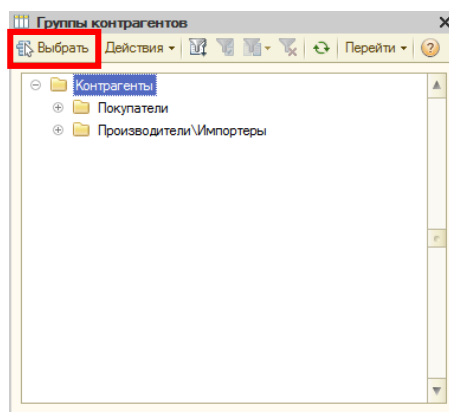 Группы контрагентов
Выбрать Действия Перейти
Контрагенты
Покупатели
Производители\Импортеры